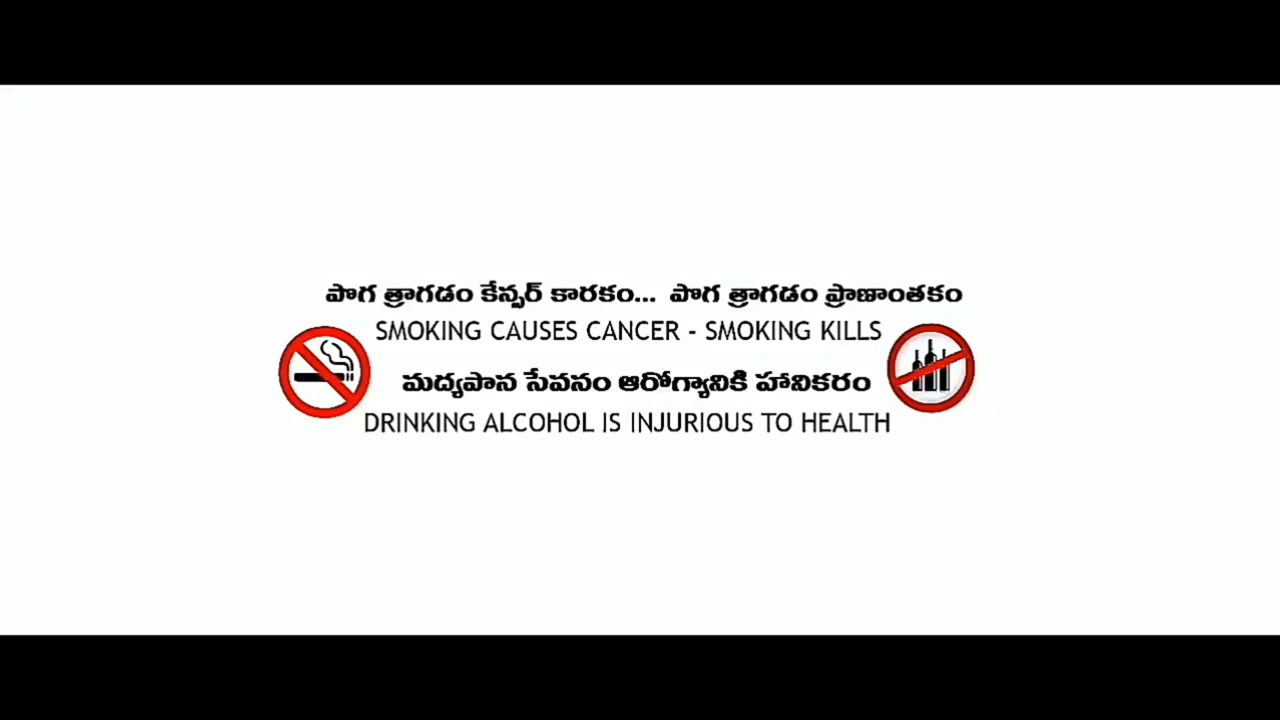 పొగ త్రాగడం కేన్సర్ కారకం... పొగ త్రాగడం ప్రాణాంతకం
SMOKING CAUSES CANCER - SMOKING KILLS
మద్యపాన సేవనం ఆరోగ్యానికి హానికరం
DRINKING ALCOHOL IS INJURIOUS TO HEALTH